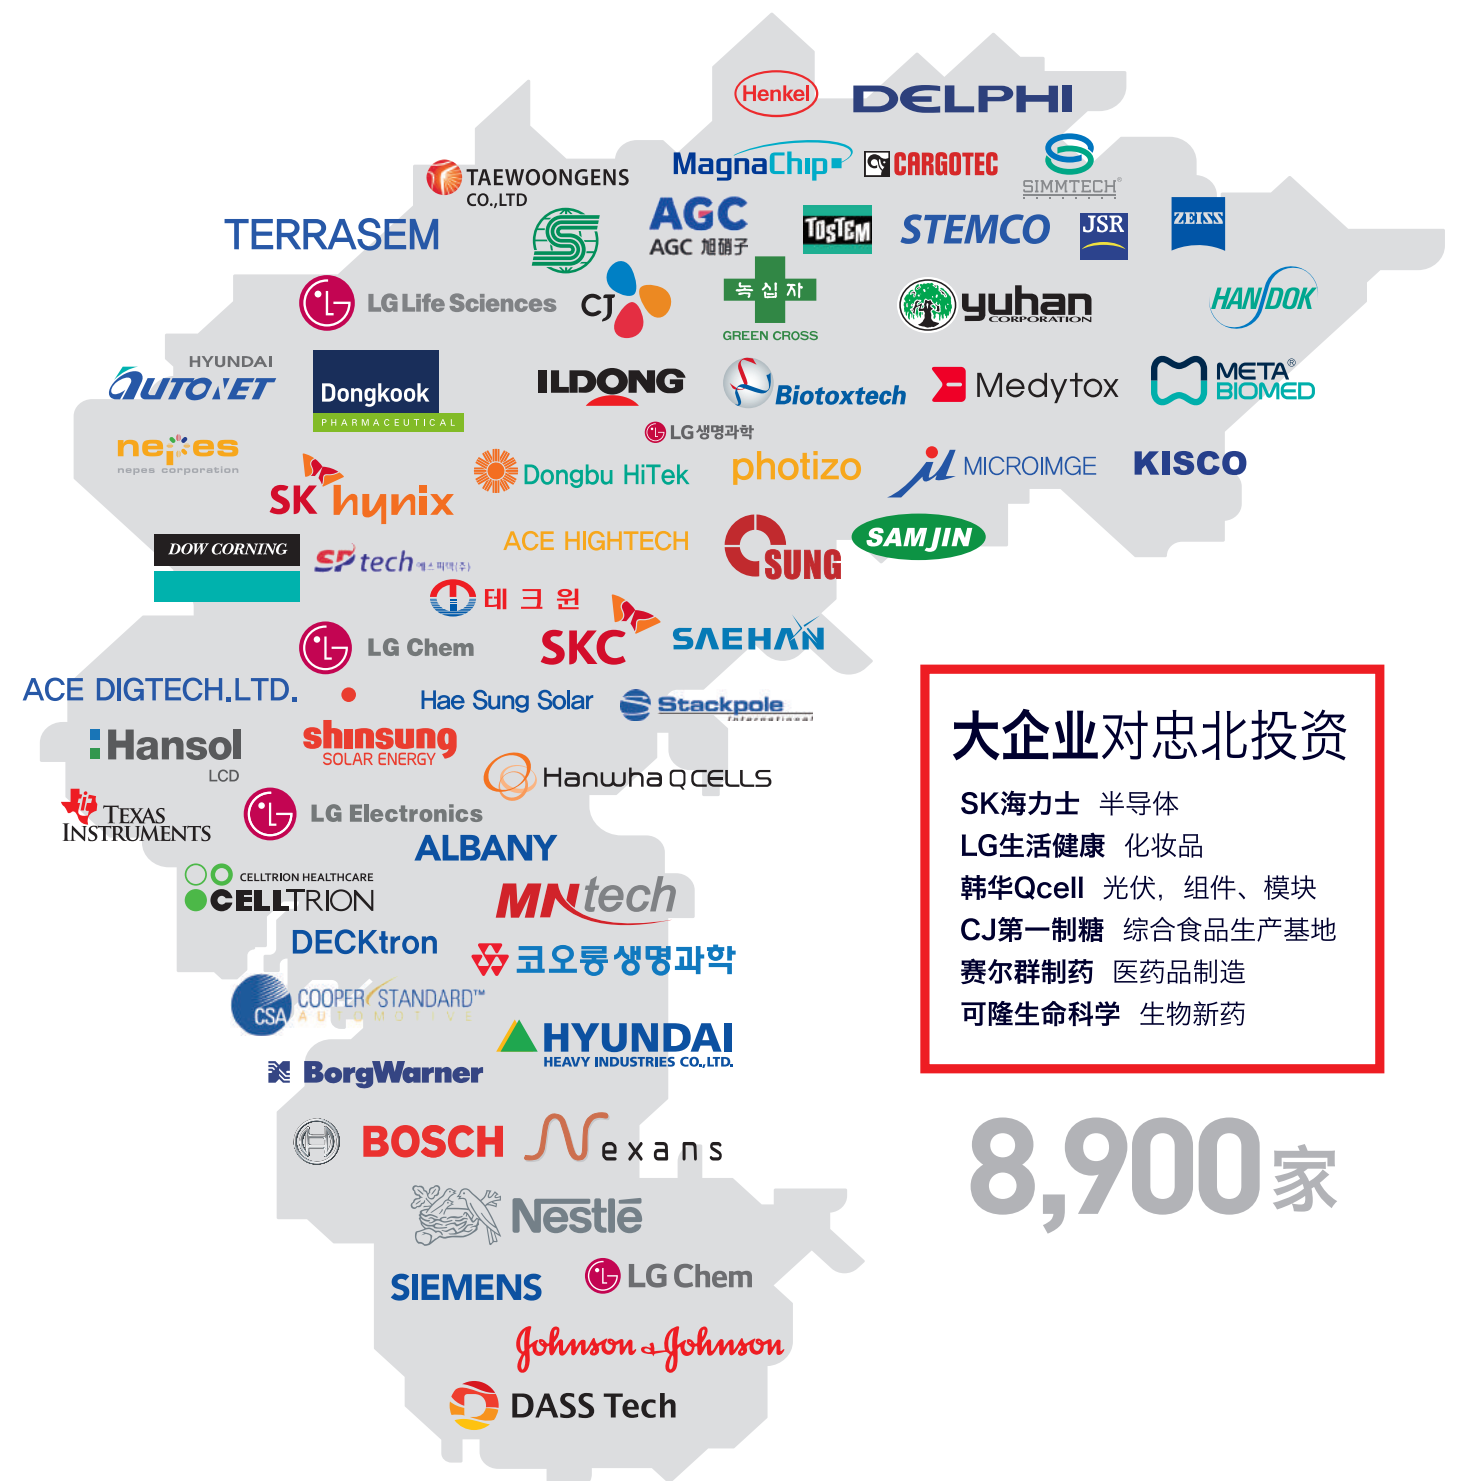 Henkel
DELPHI
MagnaChip
CARGOTEC
SIMMTECH®
TAEWOONGENS
CO.,LTD
TERRASEM
AGC
AGC 旭硝子
TOSTEM
STEMCO
JSR
ZEISS
LG Life Sciences
CJ
녹십자
GREEN CROSS
yuhan
CORPORATION
HANDOK
HYUNDAI
AUTONET
Dongkook
PHARMACEUTICAL
ILDONG
Biotoxtech
Medytox
META®
BIOMED
LG생명과학
nepes
nepes corporation
SK hynix
Dongbu HiTek
photizo
MICROIMGE
KISCO
DOW CORNING
SP tech 에스피텍(주)
ACE HIGHTECH
SUNG
SAMJIN
테크윈
LG Chem
SKC
SAEHAN
ACE DIGTECH.LTD.
Hae Sung Solar
Stackpole
International
Hansol
LCD
shinsung
SOLAR ENERGY
Hanwha Q CELLS
TEXAS
INSTRUMENTS
LG Electronics
ALBANY
CELLTRION HEALTHCARE
CELLTRION
MNtech
DECKtron
코오롱생명과학
CSA
COOPER STANDARD™
AUTOMOTIVE
HYUNDAI
HEAVY INDUSTRIES CO.,LTD.
BorgWarner
BOSCH
Nexans
Nestlé
SIEMENS
LG Chem
Johnson & Johnson
DASS Tech
大企业对忠北投资
SK海力士 半导体
LG生活健康 化妆品
韩华Qcell 光伏，组件、模块
CJ第一制糖 综合食品生产基地
赛尔群制药 医药品制造
可隆生命科学 生物新药
8,900家